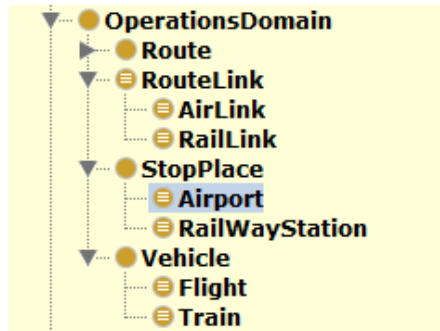 OperationsDomain
Route
RouteLink
AirLink
RailLink
StopPlace
Airport
RailWayStation
Vehicle
Flight
Train